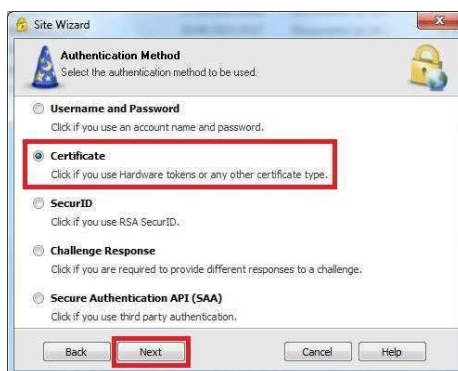 Site Wizard
Authentication Method
Select the authentication method to be used.
Username and Password
Click if you use an account name and password.
Certificate
Click if you use Hardware tokens or any other certificate type.
SecurID
Click if you use RSA SecurID.
Challenge Response
Click if you are required to provide different responses to a challenge.
Secure Authentication API (SAA)
Click if you use third party authentication.
Back Next Cancel Help